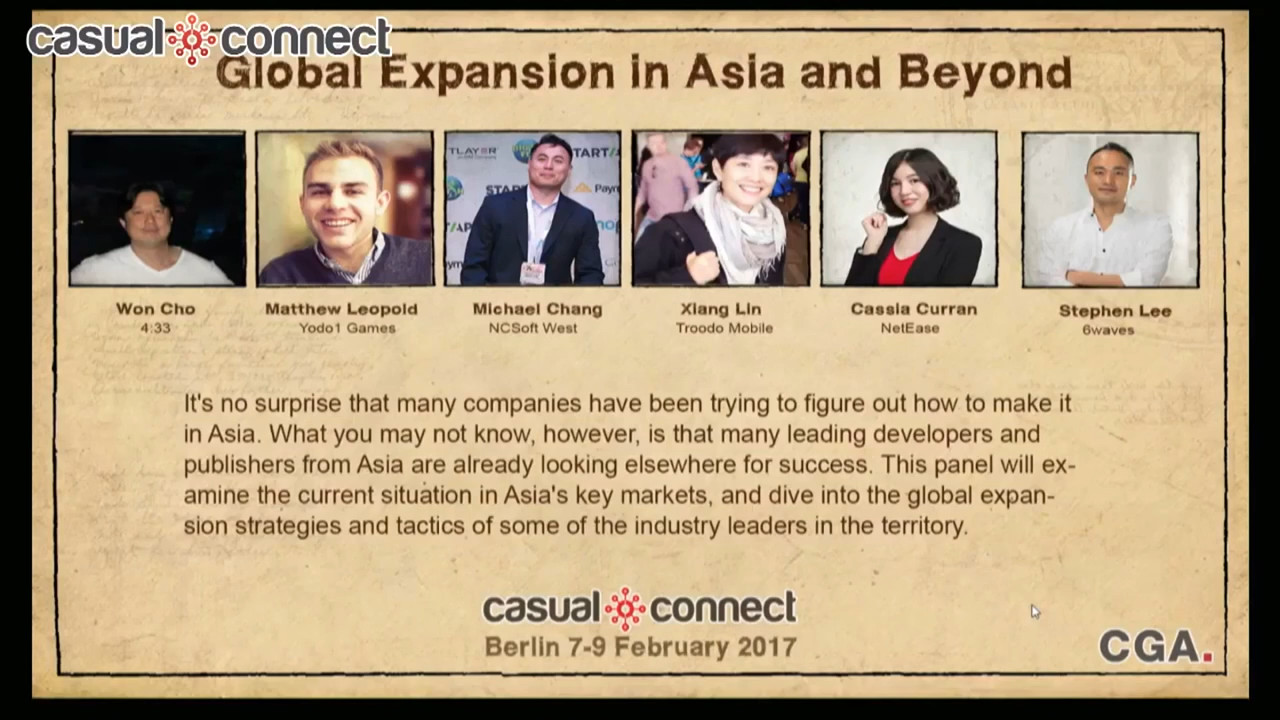 casual connect
Global Expansion in Asia and Beyond
TLAYER
START
START
Paym
TAP
Won Cho
Matthew Leopold
Michael Chang
Xiang Lin
Cassia Curran
Stephen Lee
4:33
Yodo1 Games
NCSoft West
Troodo Mobile
NetEase
6waves
It's no surprise that many companies have been trying to figure out how to make it
in Asia. What you may not know, however, is that many leading developers and
publishers from Asia are already looking elsewhere for success. This panel will ex-
amine the current situation in Asia's key markets, and dive into the global expan-
sion strategies and tactics of some of the industry leaders in the territory.
casual connect
Berlin 7-9 February 2017
CGA.